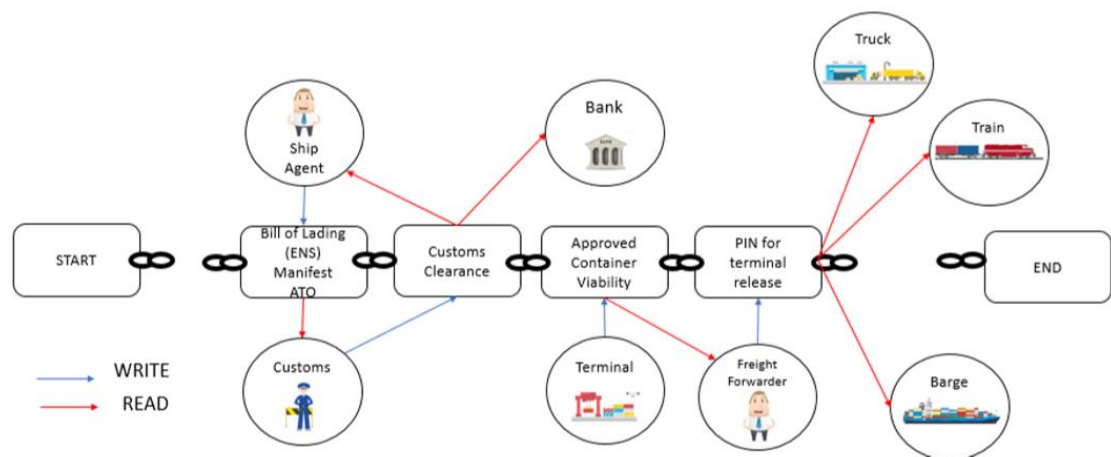 Truck
Train
Bank
Ship
Agent
START
Bill of Lading
(ENS)
Manifest
ATO
Customs
Clearance
Approved
Container
Viability
PIN for
terminal
release
END
Customs
Terminal
Freight
Forwarder
Barge
WRITE
READ